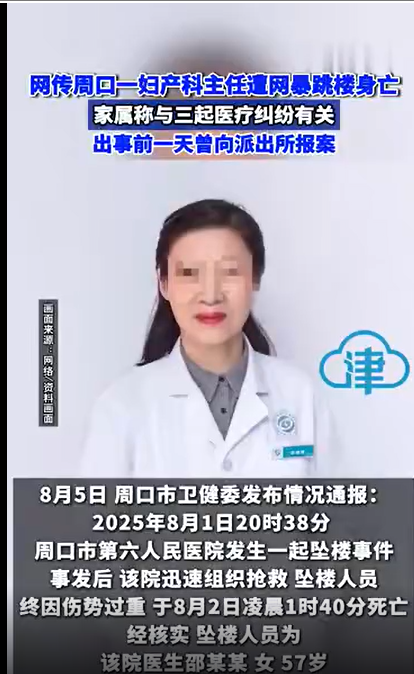 网传周口一妇产科主任遭网暴跳楼身亡
家属称与三起医疗纠纷有关
出事前一天曾向派出所报案
画面来源：网络/资料画面
津
8月5日 周口市卫健委发布情况通报：
2025年8月1日20时38分
周口市第六人民医院发生一起坠楼事件
事发后 该院迅速组织抢救 坠楼人员
终因伤势过重 于8月2日凌晨1时40分死亡
经核实 坠楼人员为
该院医生邵某某 女 57岁